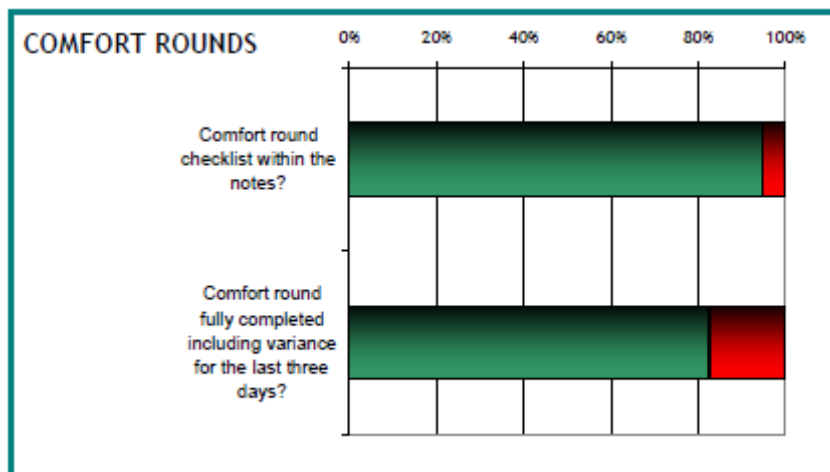 COMFORT ROUNDS
0% 20% 40% 60% 80% 100%
Comfort round
checklist within the
notes?
Comfort round
fully completed
including variance
for the last three
days?